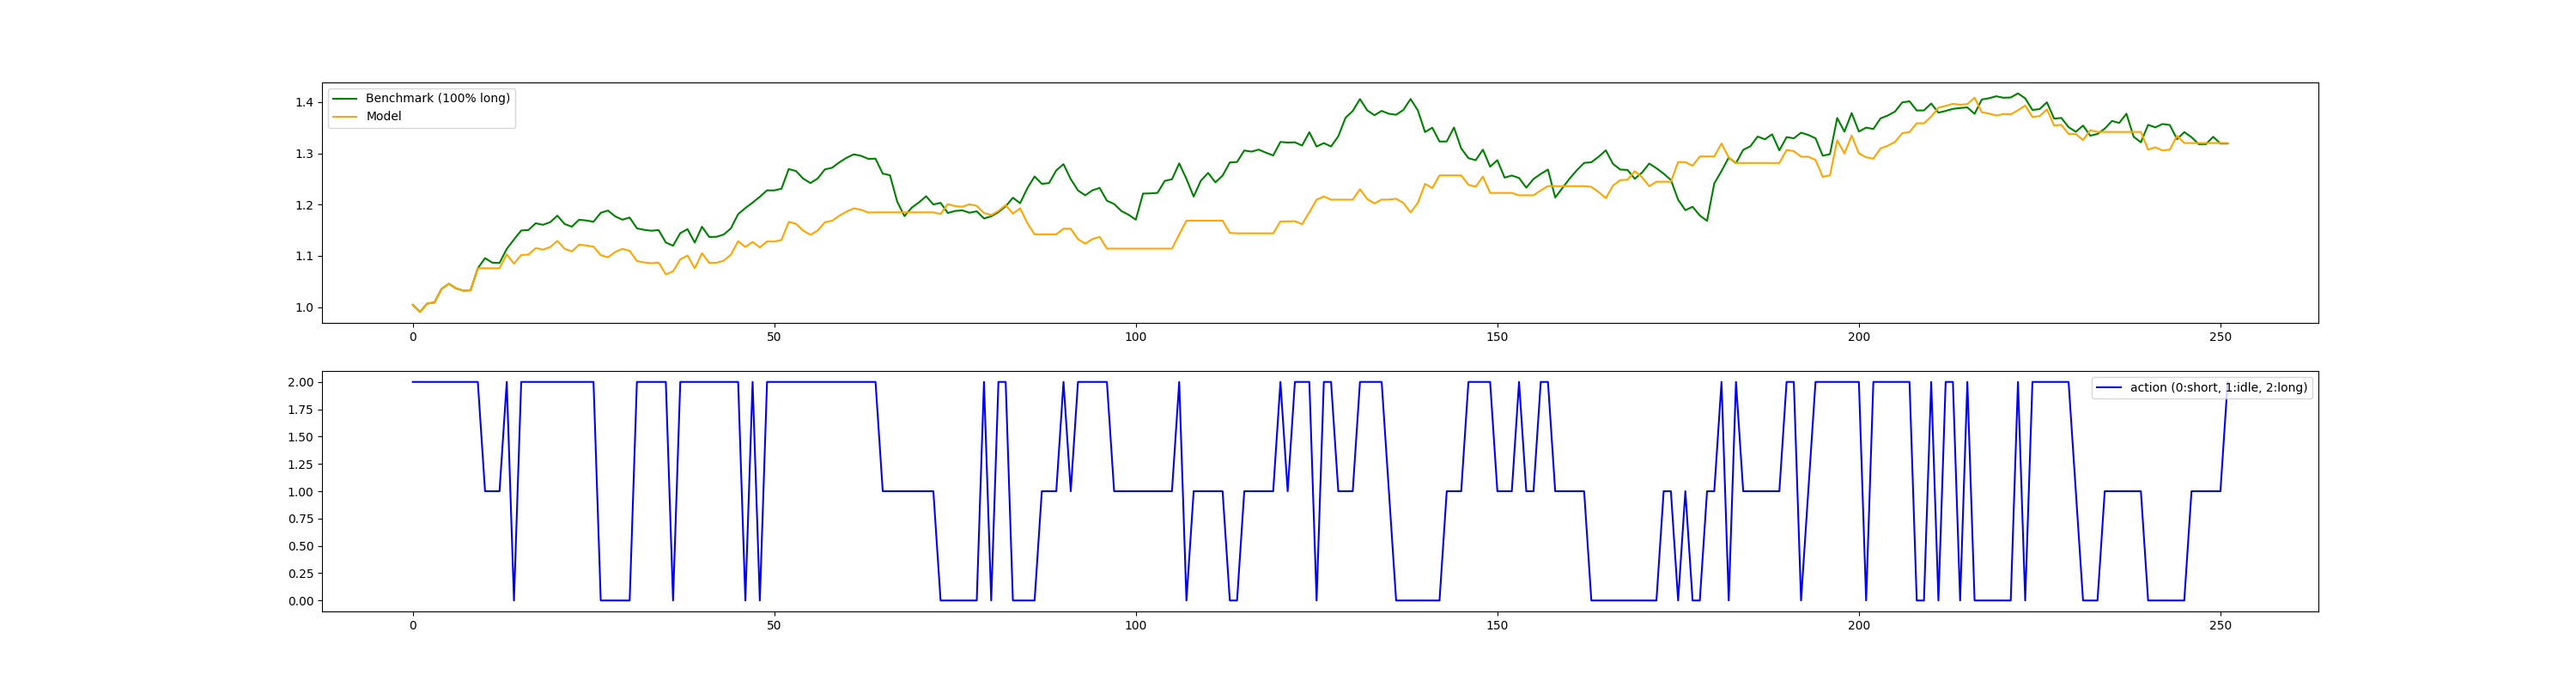 Benchmark (100% long)
Model
1.4
1.3
1.2
1.1
1.0
0 50 100 150 200 250
action (0:short, 1:idle, 2:long)
2.00
1.75
1.50
1.25
1.00
0.75
0.50
0.25
0.00
0 50 100 150 200 250